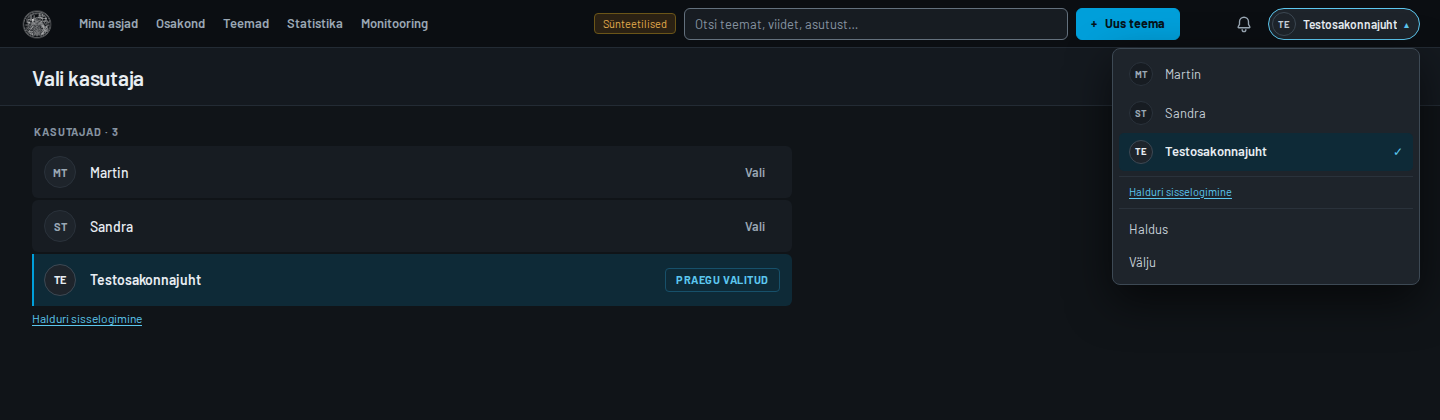 Minu asjad Osakond Teemad Statistika Monitooring Sünteetilised Otsi teemat, viidet, asutust... + Uus teema TE Testosakonnajuht ▲
Vali kasutaja
KASUTAJAD · 3
MT Martin Vali
ST Sandra Vali
TE Testosakonnajuht PRAEGU VALITUD
Halduri sisselogimine
MT Martin
ST Sandra
TE Testosakonnajuht ✓
Halduri sisselogimine
Haldus
Välju